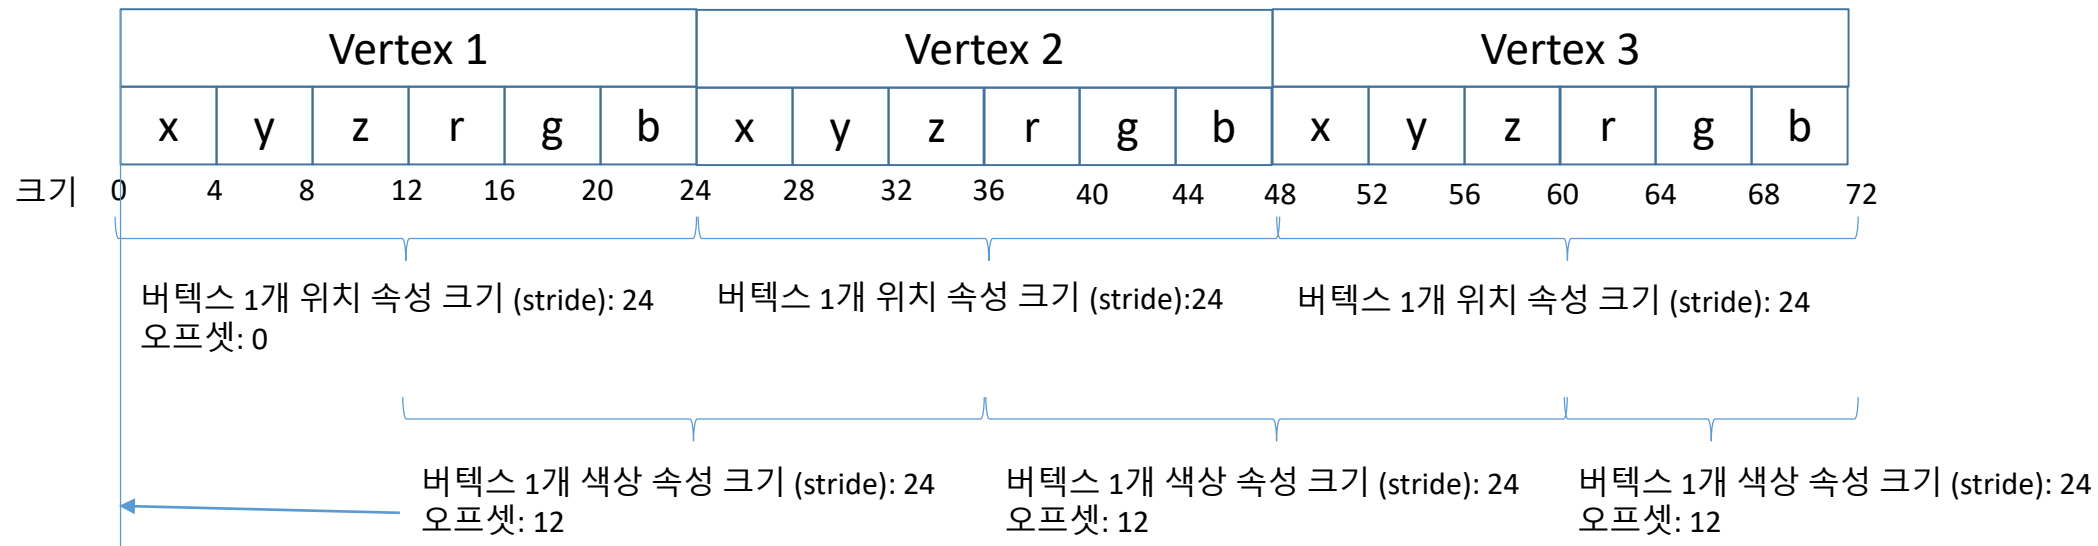 Vertex 1 Vertex 2 Vertex 3
x y z r g b x y z r g b x y z r g b
크기 0 4 8 12 16 20 24 28 32 36 40 44 48 52 56 60 64 68 72
버텍스 1개 위치 속성 크기 (stride): 24
오프셋: 0
버텍스 1개 위치 속성 크기 (stride):24
버텍스 1개 위치 속성 크기 (stride): 24
버텍스 1개 색상 속성 크기 (stride): 24
오프셋: 12
버텍스 1개 색상 속성 크기 (stride): 24
오프셋: 12
버텍스 1개 색상 속성 크기 (stride): 24
오프셋: 12